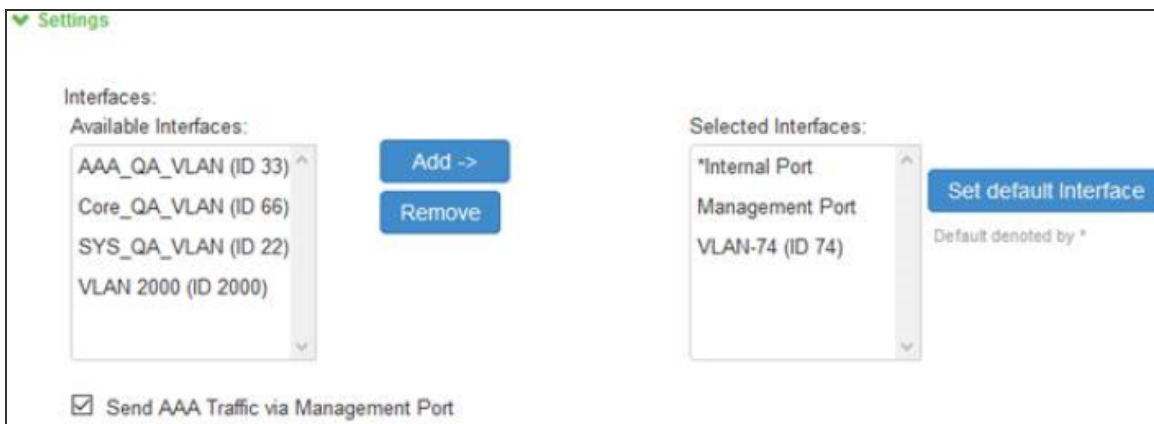 Settings
Interfaces:
Available Interfaces:
AAA_QA_VLAN (ID 33)
Core_QA_VLAN (ID 66)
SYS_QA_VLAN (ID 22)
VLAN 2000 (ID 2000)
Add ->
Remove
Selected Interfaces:
*Internal Port
Management Port
VLAN-74 (ID 74)
Set default Interface
Default denoted by *
Send AAA Traffic via Management Port